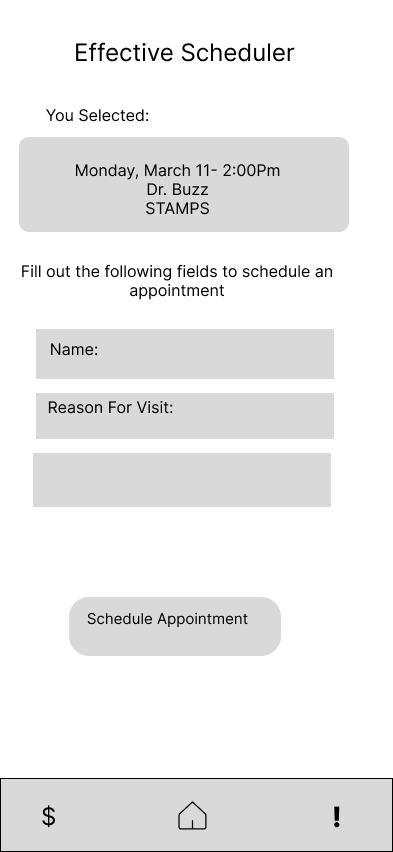 Effective Scheduler
You Selected:
Monday, March 11- 2:00Pm
Dr. Buzz
STAMPS
Fill out the following fields to schedule an
appointment
Name:
Reason For Visit:
Schedule Appointment
$ !